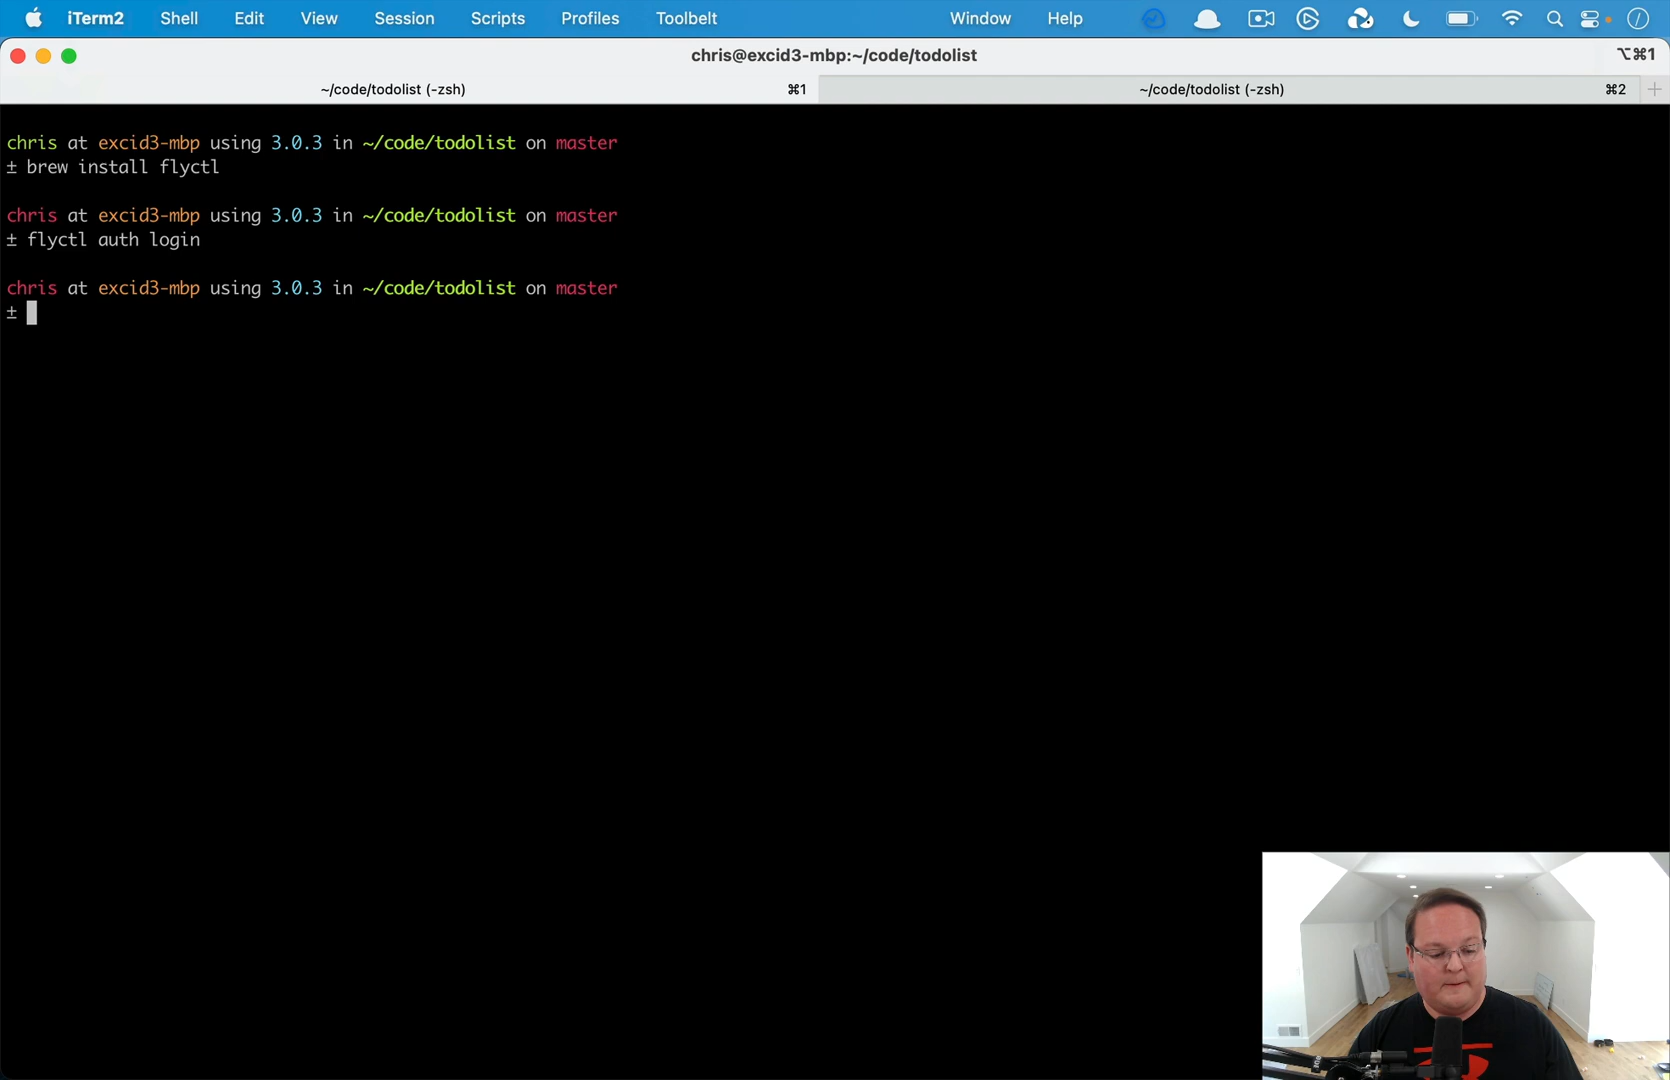 iTerm2 Shell Edit View Session Scripts Profiles Toolbelt Window Help
chris@excid3-mbp:~/code/todolist ⌥⌘1
~/code/todolist (-zsh) ⌘1 ~/code/todolist (-zsh) ⌘2 +
chris at excid3-mbp using 3.0.3 in ~/code/todolist on master
± brew install flyctl
chris at excid3-mbp using 3.0.3 in ~/code/todolist on master
± flyctl auth login
chris at excid3-mbp using 3.0.3 in ~/code/todolist on master
±